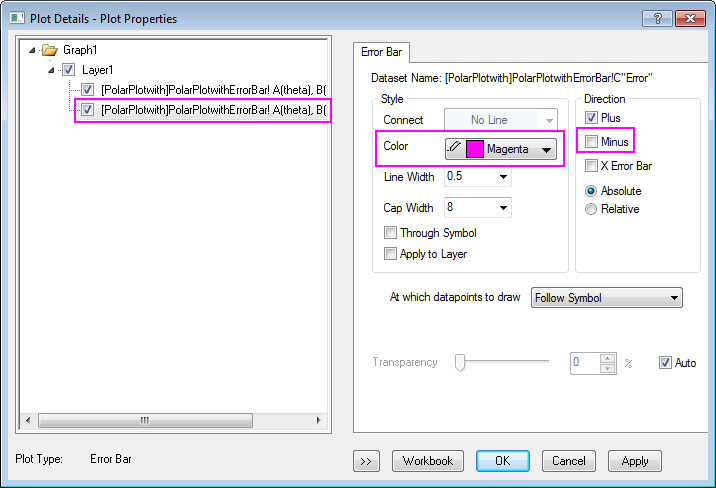 Plot Details - Plot Properties
Graph1
Layer1
[PolarPlotwith]PolarPlotwithErrorBar! A(theta), B(
[PolarPlotwith]PolarPlotwithErrorBar! A(theta), B(
Error Bar
Dataset Name: [PolarPlotwith]PolarPlotwithErrorBar!C"Error"
Style
Connect No Line
Color Magenta
Line Width 0.5
Cap Width 8
Through Symbol
Apply to Layer
Direction
Plus
Minus
X Error Bar
Absolute
Relative
At which datapoints to draw Follow Symbol
Transparency 0 % Auto
Plot Type: Error Bar
>> Workbook OK Cancel Apply